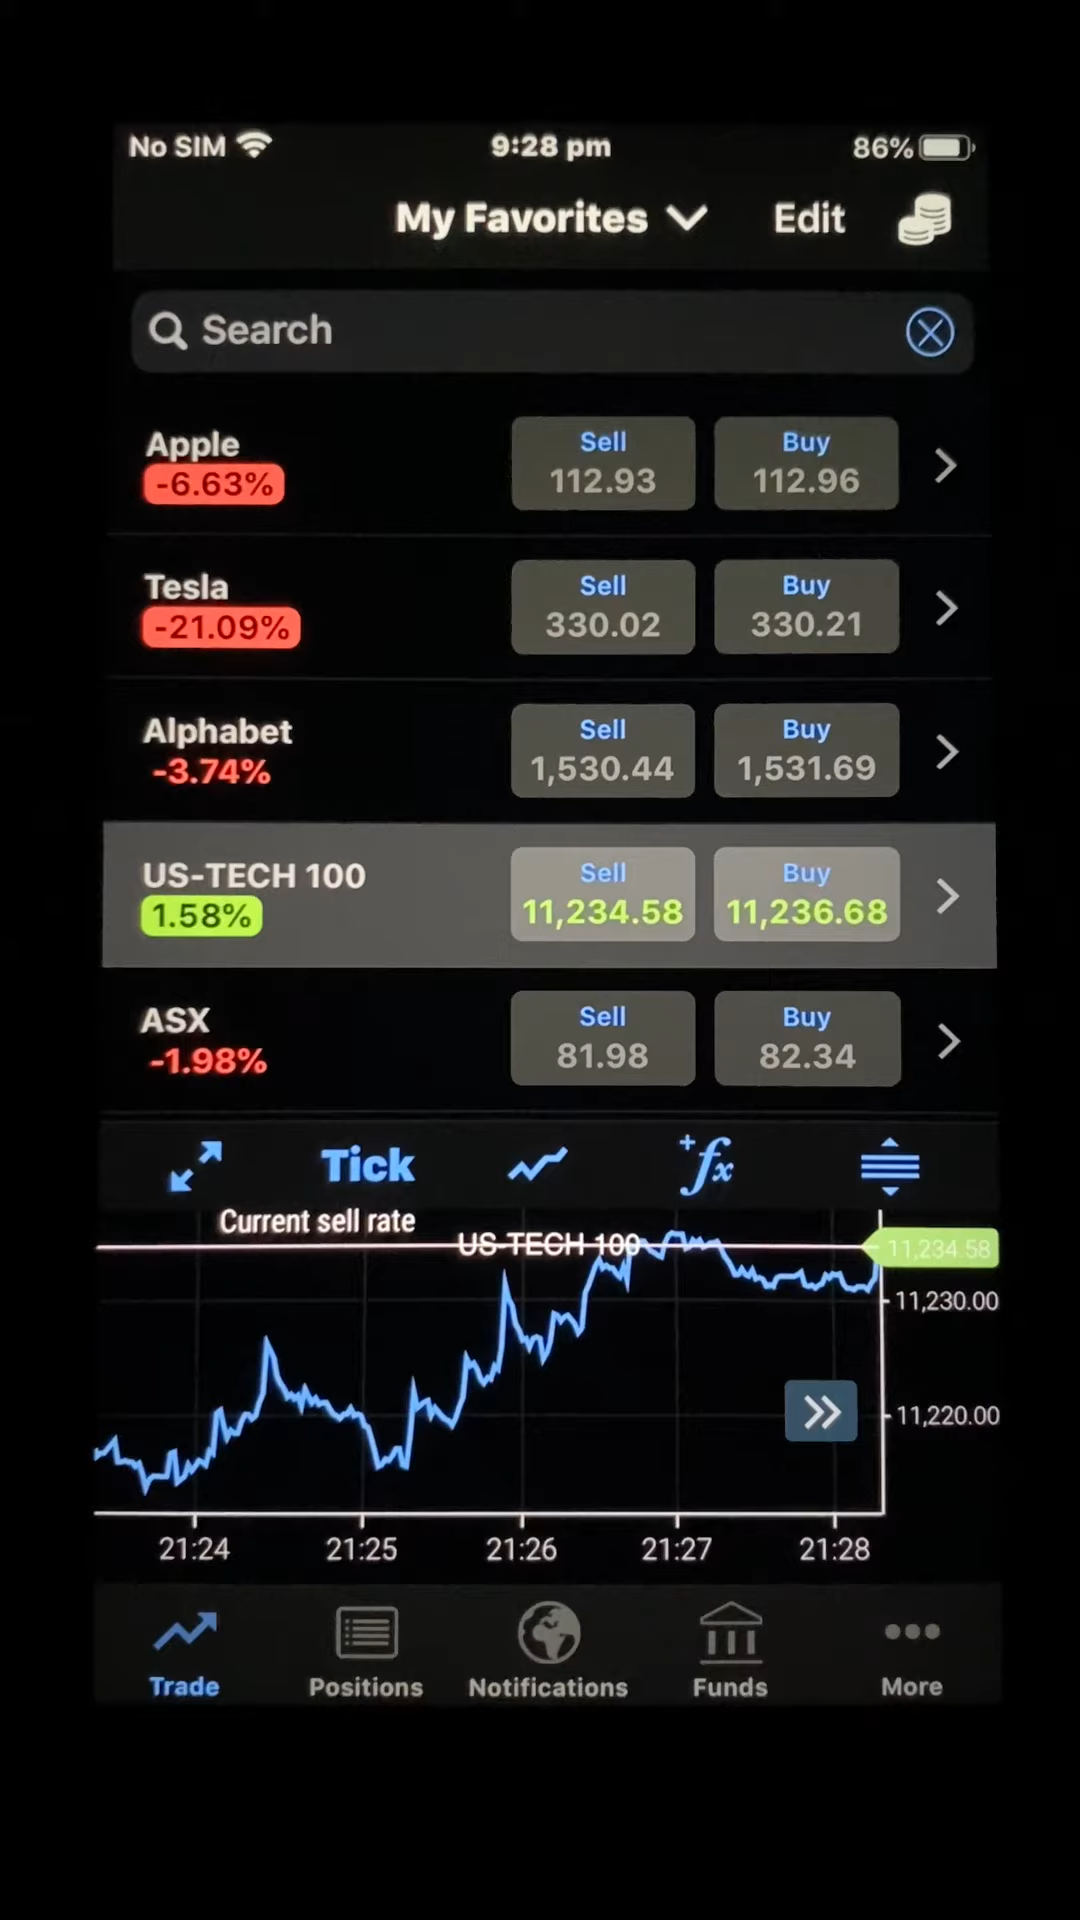 No SIM 9:28 pm 86%
My Favorites Edit
Search
Apple
-6.63%
Sell
112.93
Buy
112.96
Tesla
-21.09%
Sell
330.02
Buy
330.21
Alphabet
-3.74%
Sell
1,530.44
Buy
1,531.69
US-TECH 100
1.58%
Sell
11,234.58
Buy
11,236.68
ASX
-1.98%
Sell
81.98
Buy
82.34
Tick +fx
Current sell rate
US-TECH 100
11,234.58
11,230.00
11,220.00
21:24 21:25 21:26 21:27 21:28
Trade Positions Notifications Funds More